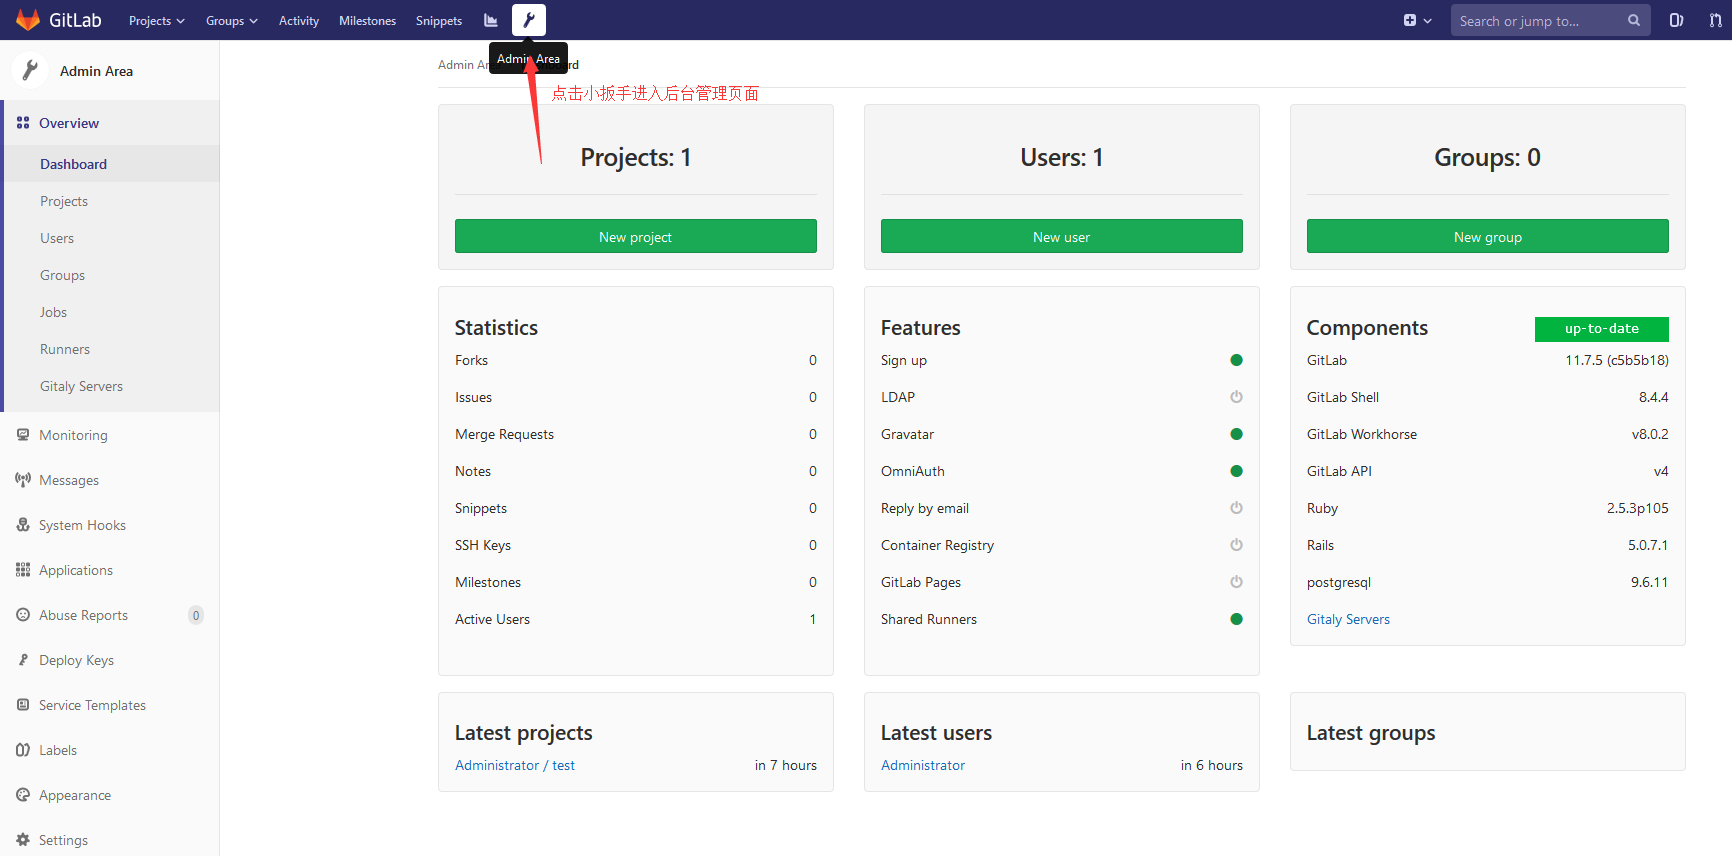 GitLab Projects Groups Activity Milestones Snippets Search or jump to...
Admin Area
Admin Area
点击小扳手进入后台管理页面
Overview
Dashboard
Projects
Users
Groups
Jobs
Runners
Gitaly Servers
Monitoring
Messages
System Hooks
Applications
Abuse Reports 0
Deploy Keys
Service Templates
Labels
Appearance
Settings
Projects: 1
New project
Users: 1
New user
Groups: 0
New group
Statistics
Forks 0
Issues 0
Merge Requests 0
Notes 0
Snippets 0
SSH Keys 0
Milestones 0
Active Users 1
Features
Sign up
LDAP
Gravatar
OmniAuth
Reply by email
Container Registry
GitLab Pages
Shared Runners
Components up-to-date
GitLab 11.7.5 (c5b5b18)
GitLab Shell 8.4.4
GitLab Workhorse v8.0.2
GitLab API v4
Ruby 2.5.3p105
Rails 5.0.7.1
postgresql 9.6.11
Gitaly Servers
Latest projects
Administrator / test in 7 hours
Latest users
Administrator in 6 hours
Latest groups